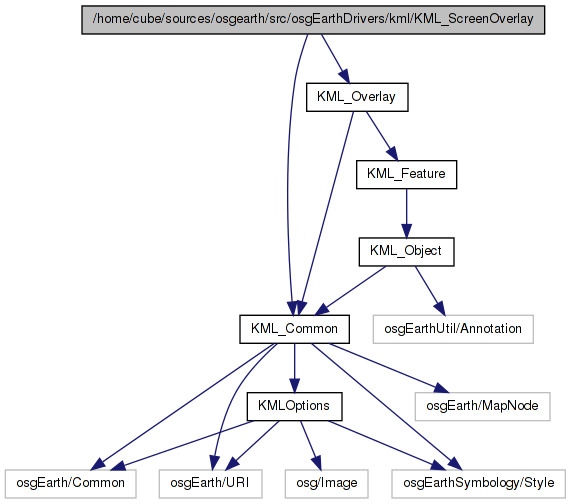 /home/cube/sources/osgearth/src/osgEarthDrivers/kml/KML_ScreenOverlay
KML_Overlay
KML_Feature
KML_Object
KML_Common
osgEarthUtil/Annotation
KMLOptions
osgEarth/MapNode
osgEarth/Common
osgEarth/URI
osg/Image
osgEarthSymbology/Style